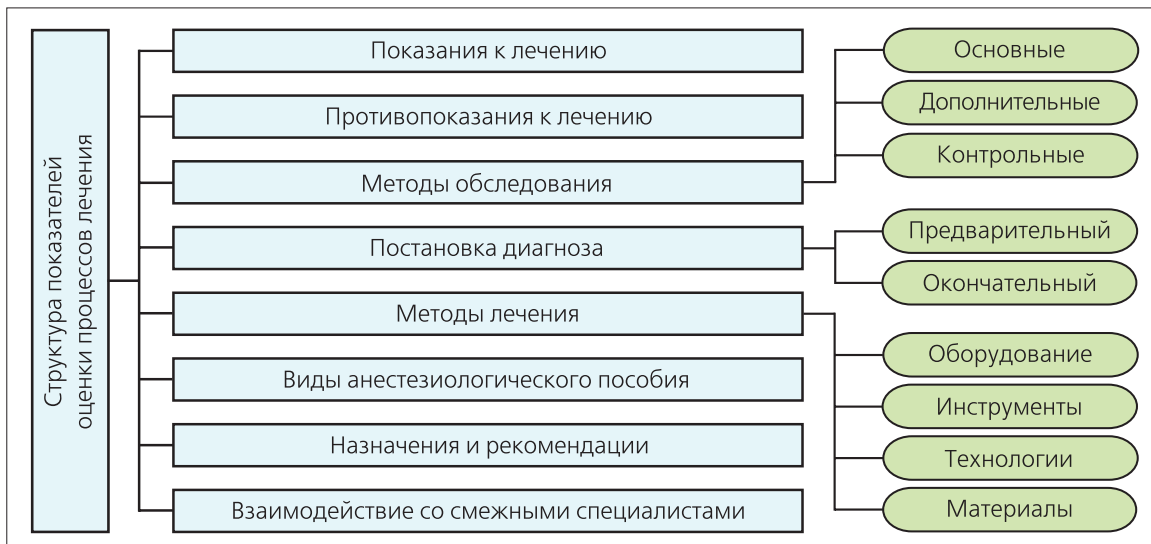 Структура показателей
оценки процессов лечения
Показания к лечению
Противопоказания к лечению
Методы обследования
Основные
Дополнительные
Контрольные
Постановка диагноза
Предварительный
Окончательный
Методы лечения
Оборудование
Инструменты
Технологии
Материалы
Виды анестезиологического пособия
Назначения и рекомендации
Взаимодействие со смежными специалистами